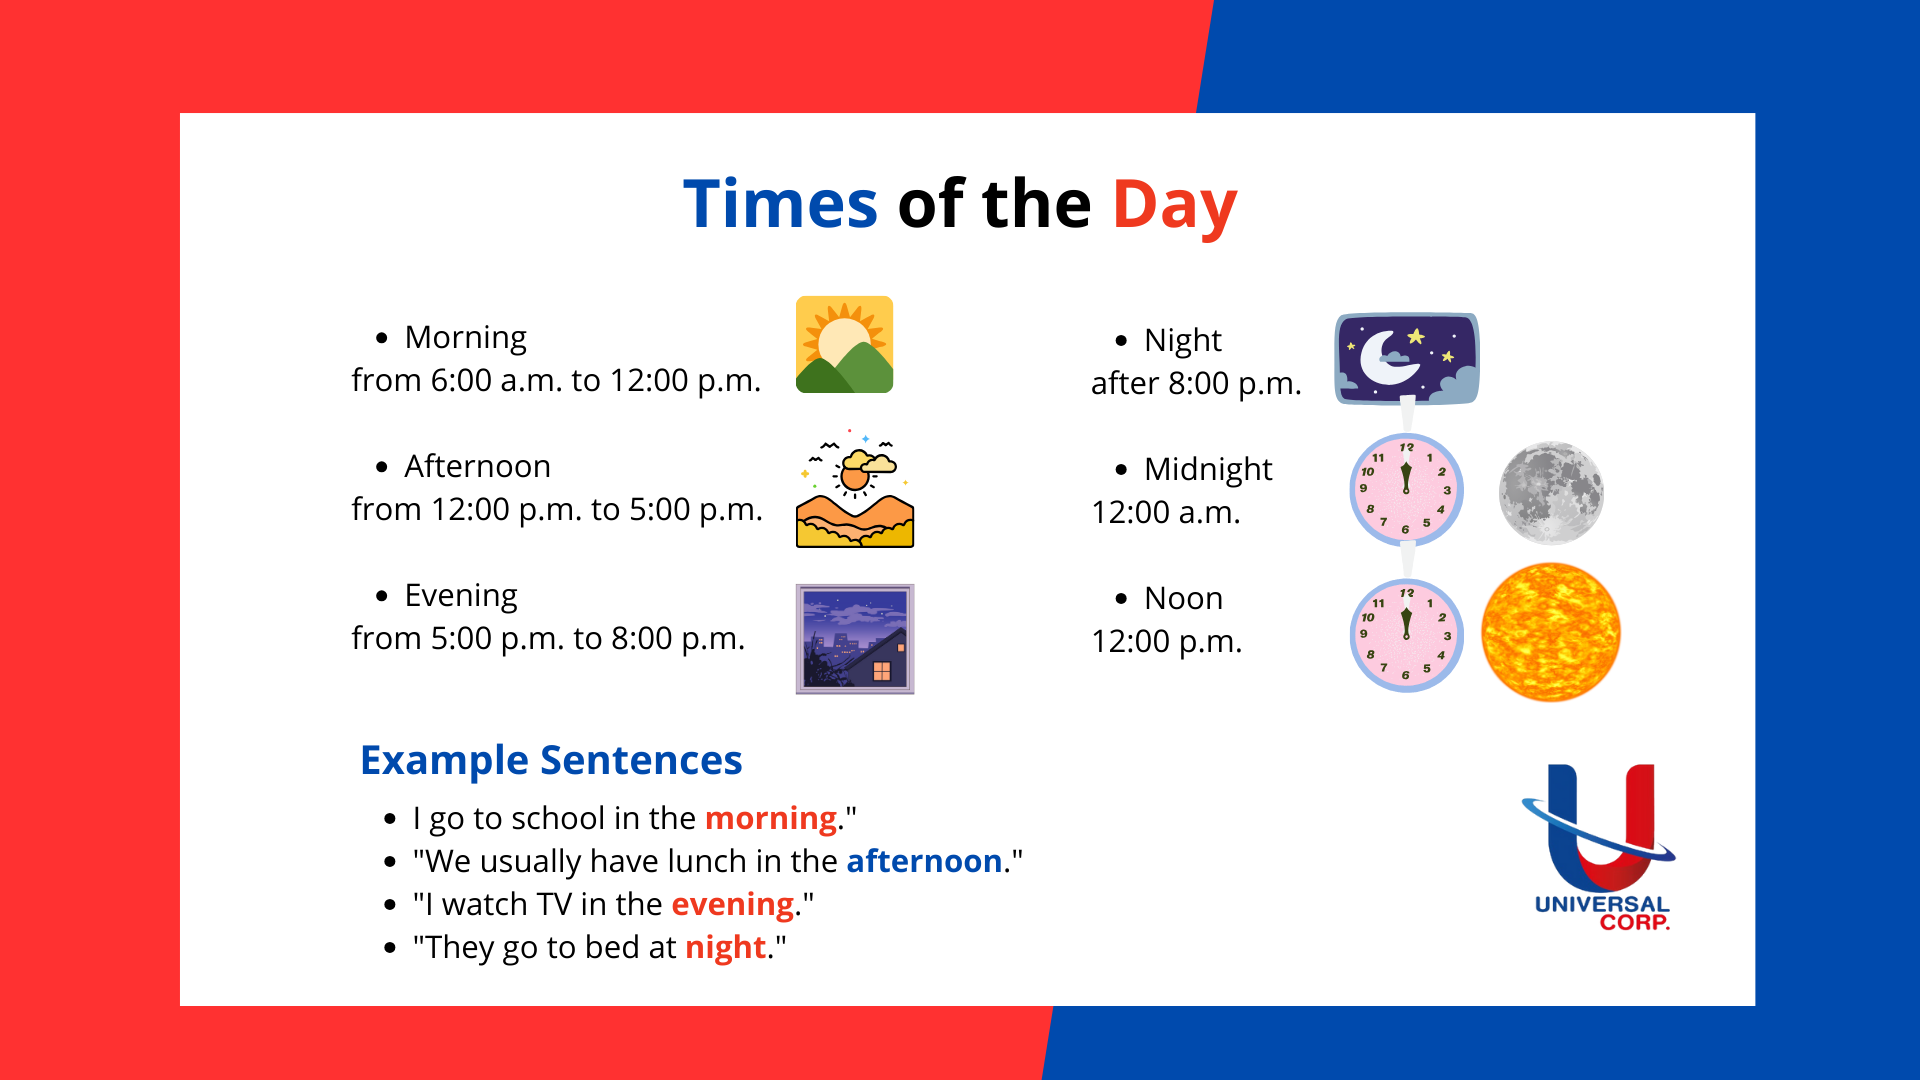 Times of the Day
Morning
from 6:00 a.m. to 12:00 p.m.
Afternoon
from 12:00 p.m. to 5:00 p.m.
Evening
from 5:00 p.m. to 8:00 p.m.
Night
after 8:00 p.m.
Midnight
12:00 a.m.
Noon
12:00 p.m.
12
1
2
3
4
5
6
7
8
9
10
11
12
1
2
3
4
5
6
7
8
9
10
11
Example Sentences
I go to school in the morning."
"We usually have lunch in the afternoon."
"I watch TV in the evening."
"They go to bed at night."
UNIVERSAL
CORP.